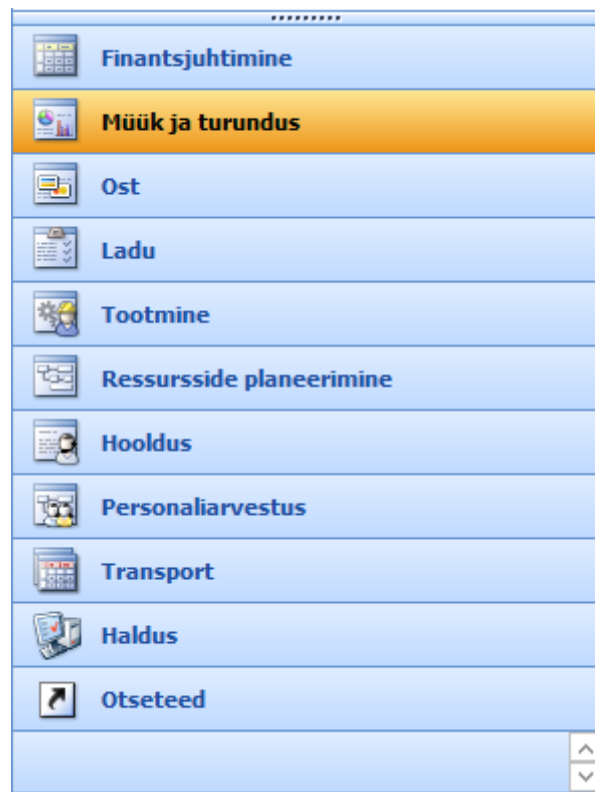 Finantsjuhtimine
Müük ja turundus
Ost
Ladu
Tootmine
Ressursside planeerimine
Hooldus
Personaliarvestus
Transport
Haldus
Otseteed